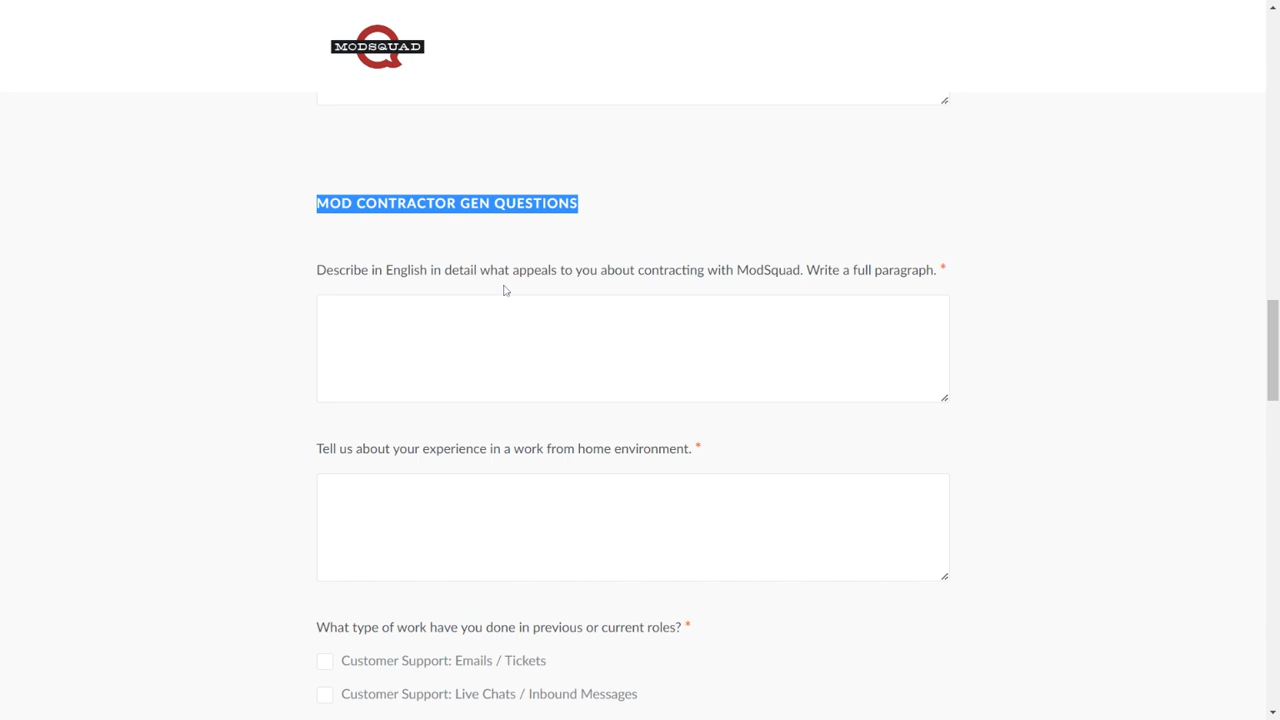 MODSQUAD
MOD CONTRACTOR GEN QUESTIONS
Describe in English in detail what appeals to you about contracting with ModSquad. Write a full paragraph. *
Tell us about your experience in a work from home environment. *
What type of work have you done in previous or current roles? *
Customer Support: Emails / Tickets
Customer Support: Live Chats / Inbound Messages